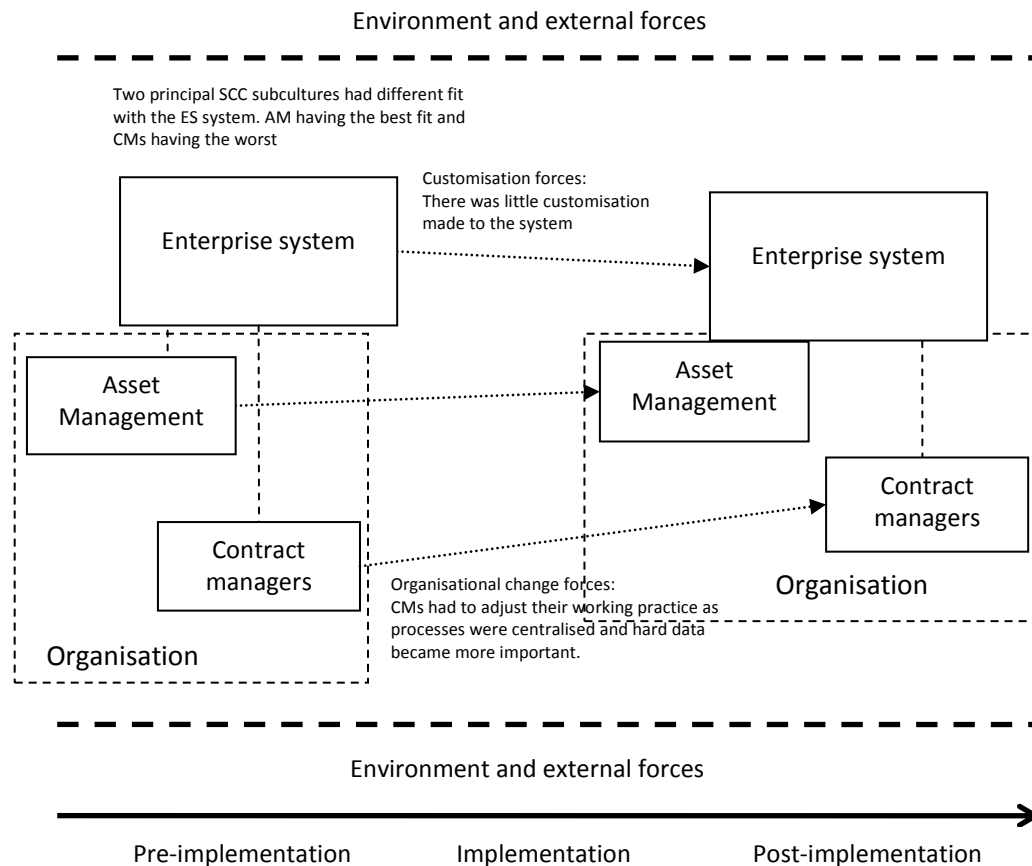 Environment and external forces
Two principal SCC subcultures had different fit
with the ES system. AM having the best fit and
CMs having the worst
Customisation forces:
There was little customisation
made to the system
Enterprise system
Enterprise system
Asset
Management
Asset
Management
Contract
managers
Contract
managers
Organisational change forces:
CMs had to adjust their working practice as
processes were centralised and hard data
became more important.
Organisation
Organisation
Environment and external forces
Pre-implementation
Implementation
Post-implementation